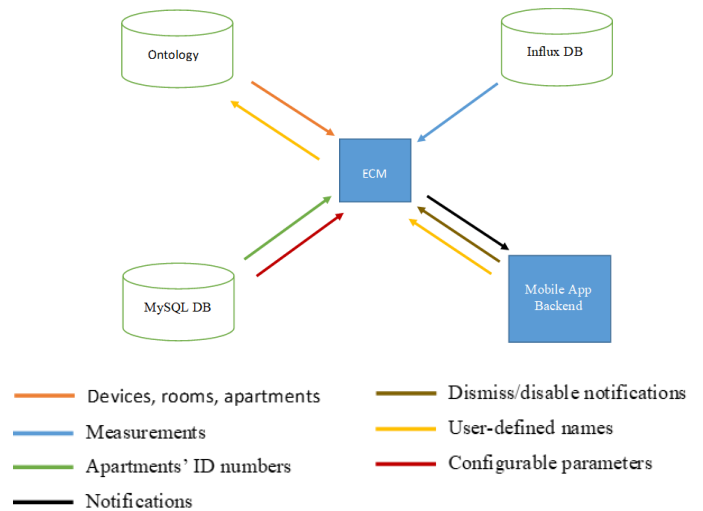 Ontology
Influx DB
ECM
MySQL DB
Mobile App
Backend
Devices, rooms, apartments
Dismiss/disable notifications
Measurements
User-defined names
Apartments’ ID numbers
Configurable parameters
Notifications